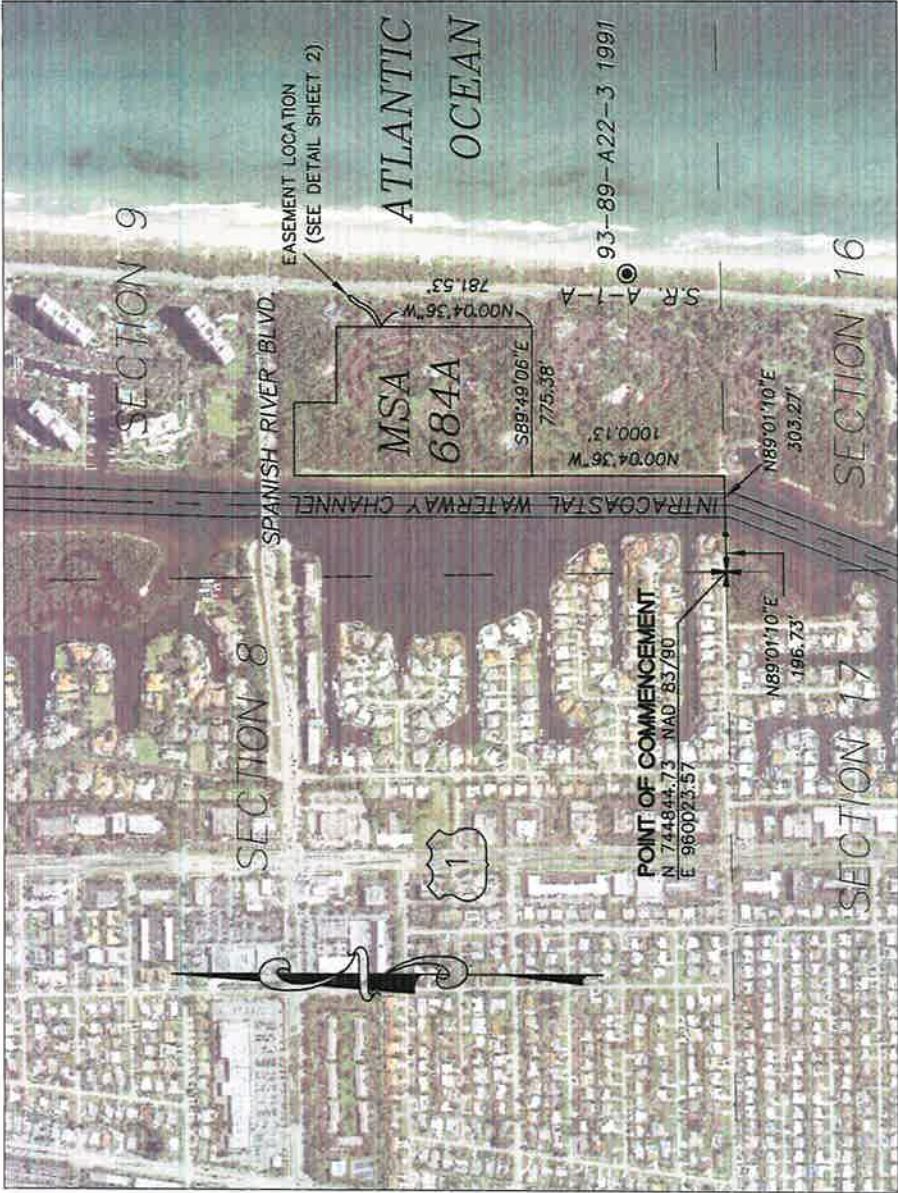 SECTION 9
ATLANTIC
OCEAN
EASEMENT LOCATION
(SEE DETAIL SHEET 2)
SPANISH RIVER BLVD.
SECTION 8
MSA
684A
N00°04'36"W
781.53'
S89°49'06"E
775.38'
93-89-A22-3 1991
S.R. A-1-A
N00°04'36"W
1000.13'
INTRACOASTAL WATERWAY CHANNEL
1
POINT OF COMMENCEMENT
N 744844.73 NAD 83/90
E 960023.57
N89°01'10"E
303.27'
N89°01'10"E
196.73'
SECTION 16
SECTION 17